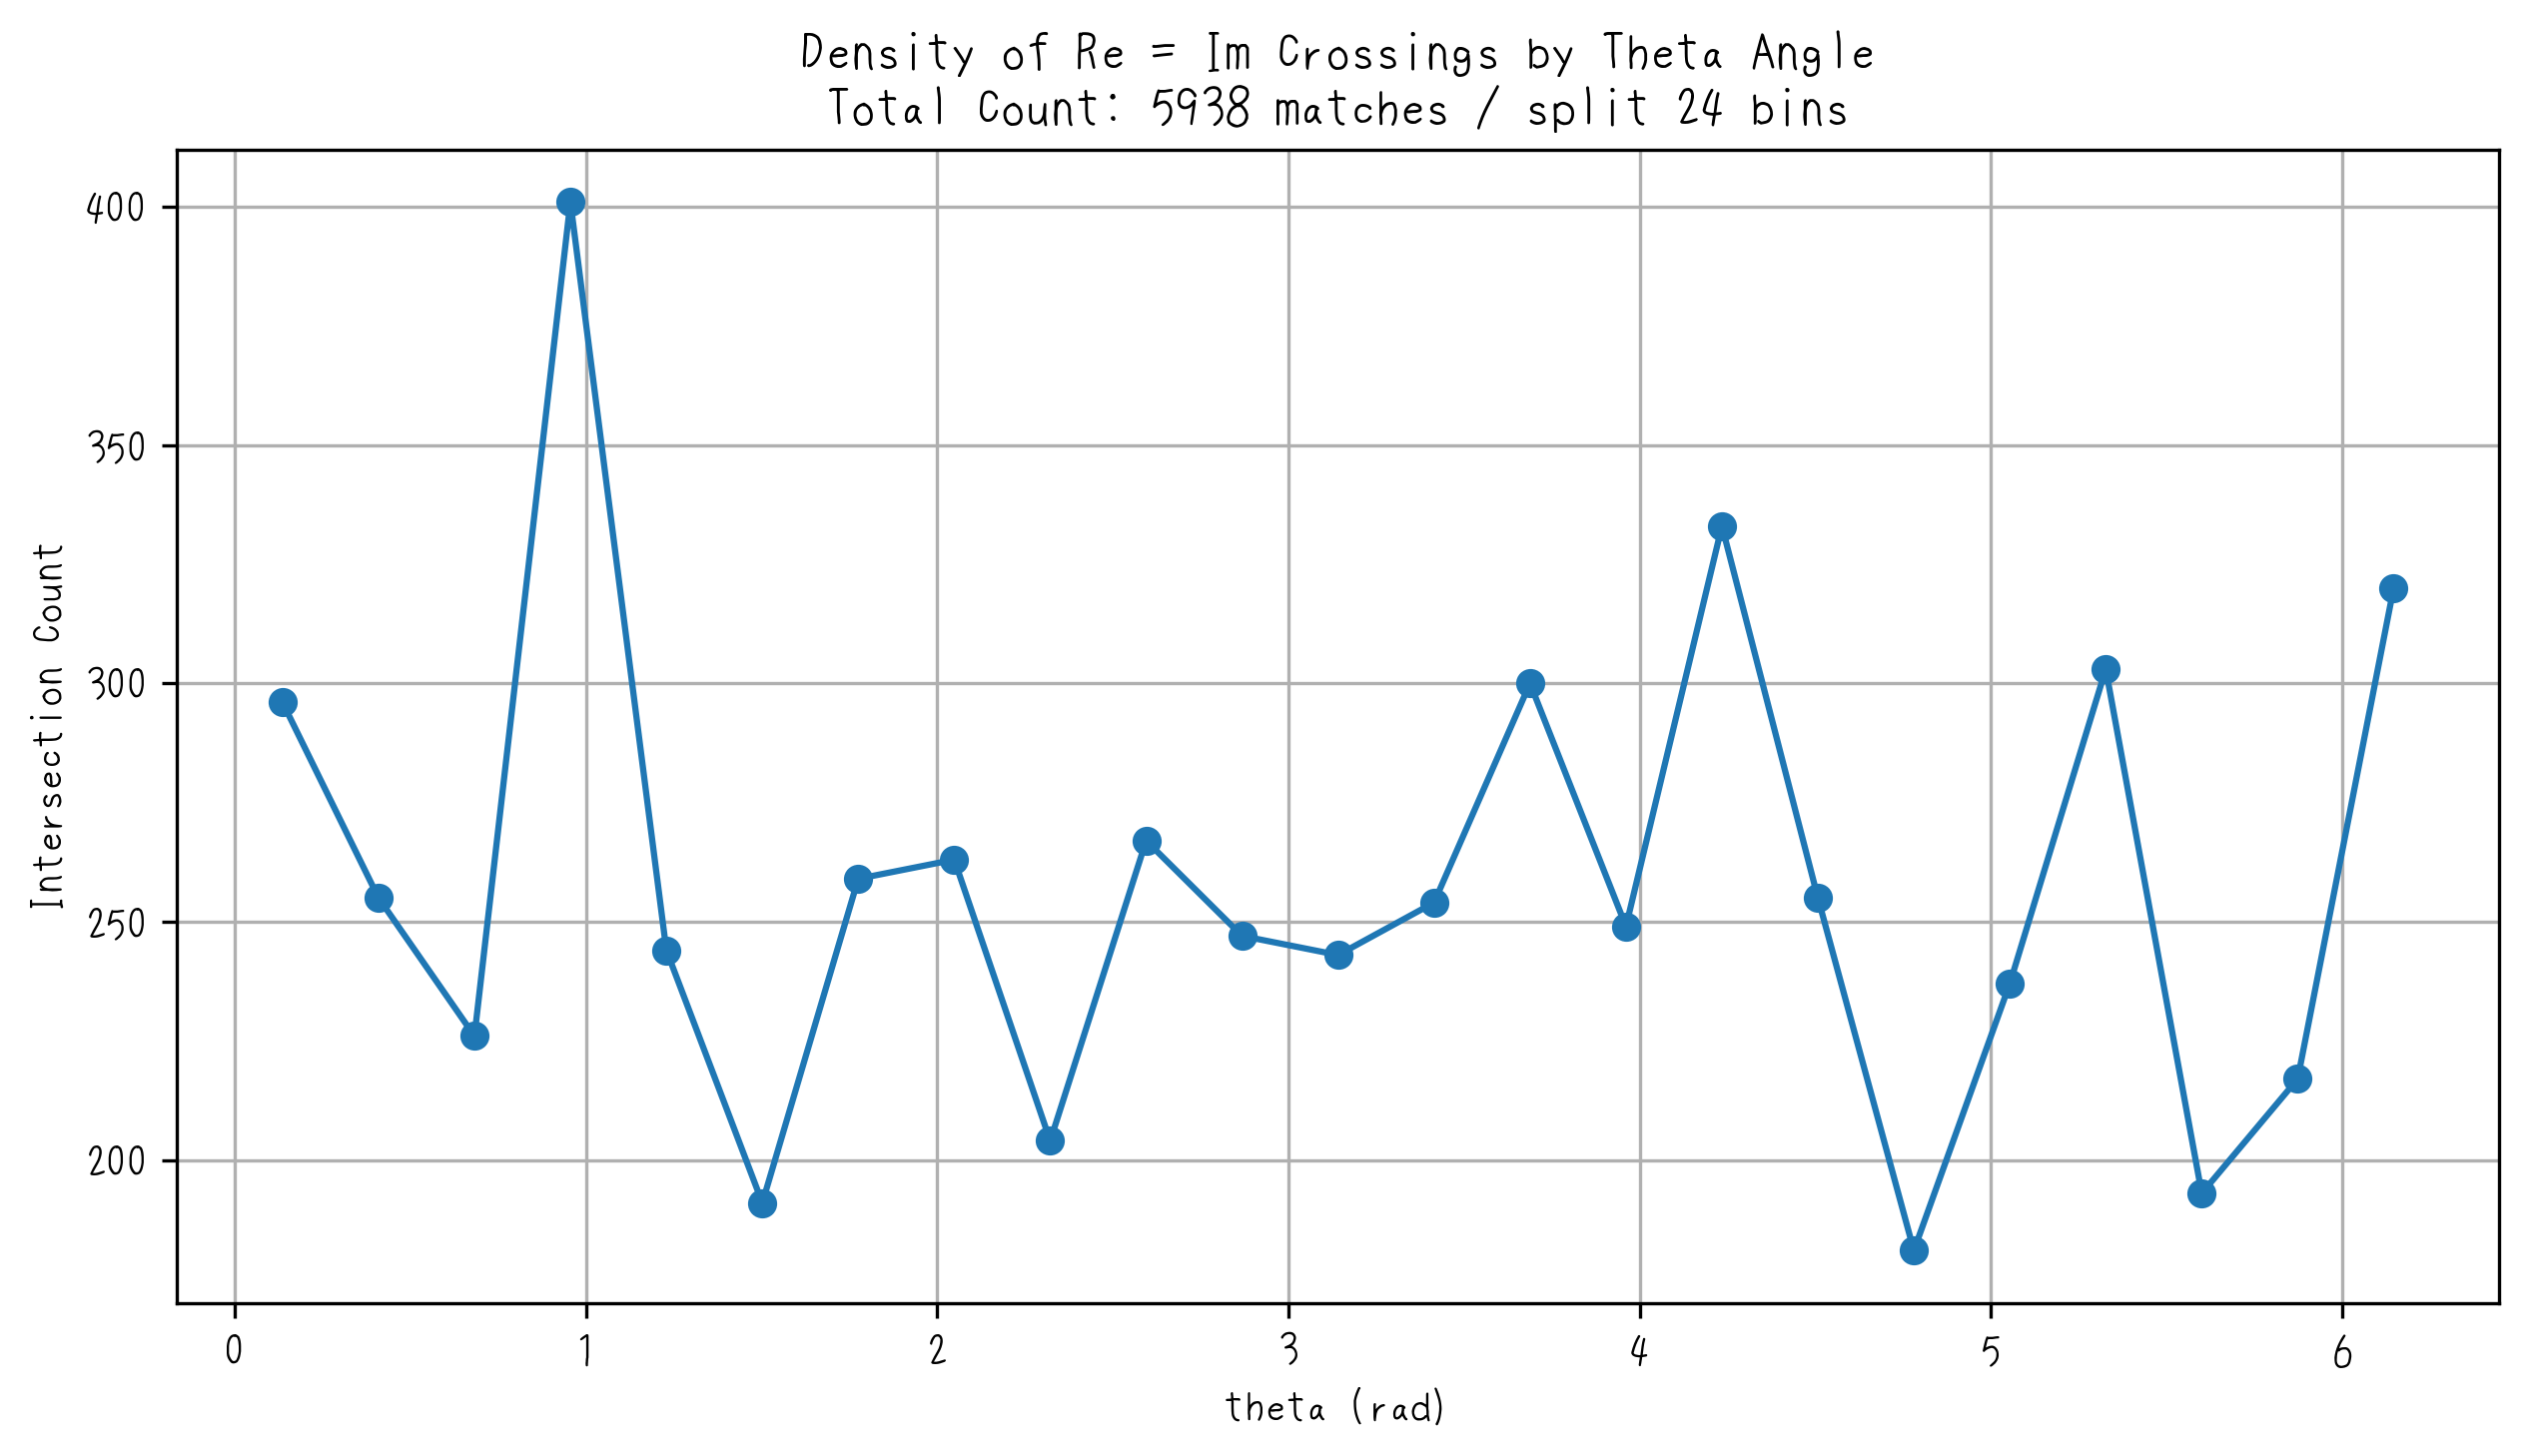 Density of Re = Im Crossings by Theta Angle
Total Count: 5938 matches / split 24 bins
Intersection Count
400
350
300
250
200
0 1 2 3 4 5 6
theta (rad)